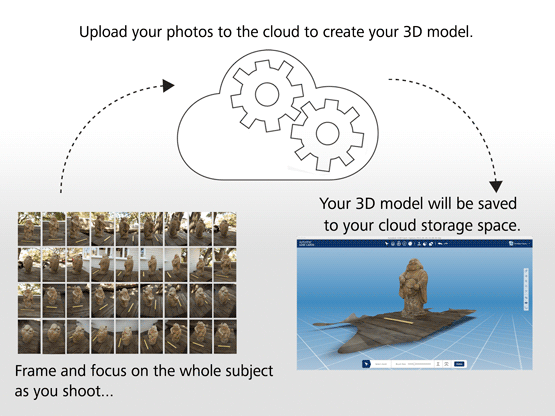 Upload your photos to the cloud to create your 3D model.
Your 3D model will be saved
to your cloud storage space.
Frame and focus on the whole subject
as you shoot...